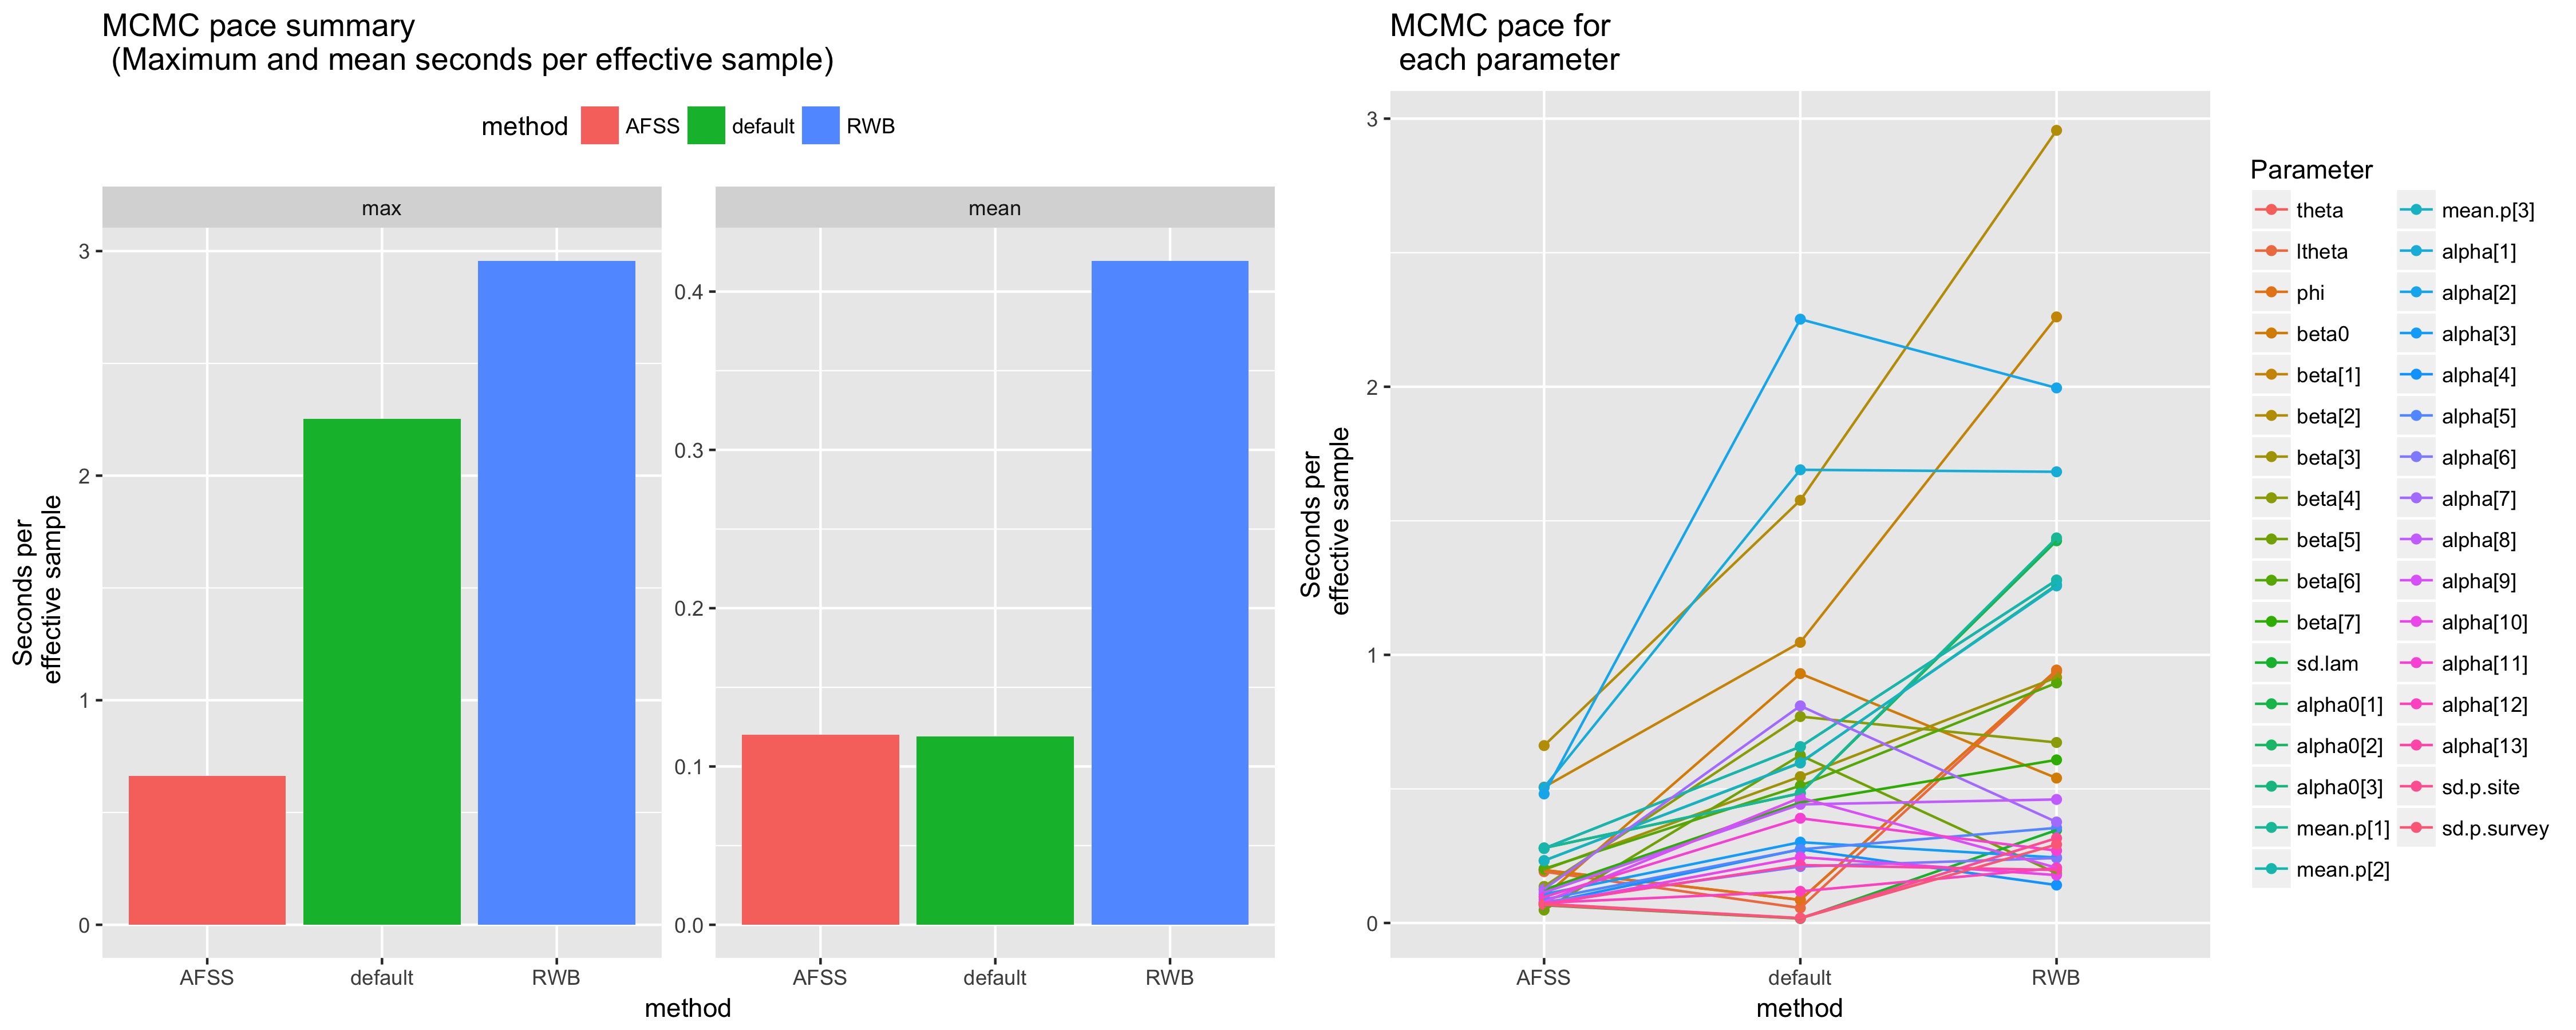 MCMC pace summary
(Maximum and mean seconds per effective sample)
method AFSS default RWB
max
mean
Seconds per
effective sample
3
2
1
0
0.4
0.3
0.2
0.1
0.0
AFSS default RWB
AFSS default RWB
method
MCMC pace for
each parameter
Seconds per
effective sample
3
2
1
0
AFSS default RWB
method
Parameter
theta
ltheta
phi
beta0
beta[1]
beta[2]
beta[3]
beta[4]
beta[5]
beta[6]
beta[7]
sd.lam
alpha0[1]
alpha0[2]
alpha0[3]
mean.p[1]
mean.p[2]
mean.p[3]
alpha[1]
alpha[2]
alpha[3]
alpha[4]
alpha[5]
alpha[6]
alpha[7]
alpha[8]
alpha[9]
alpha[10]
alpha[11]
alpha[12]
alpha[13]
sd.p.site
sd.p.survey